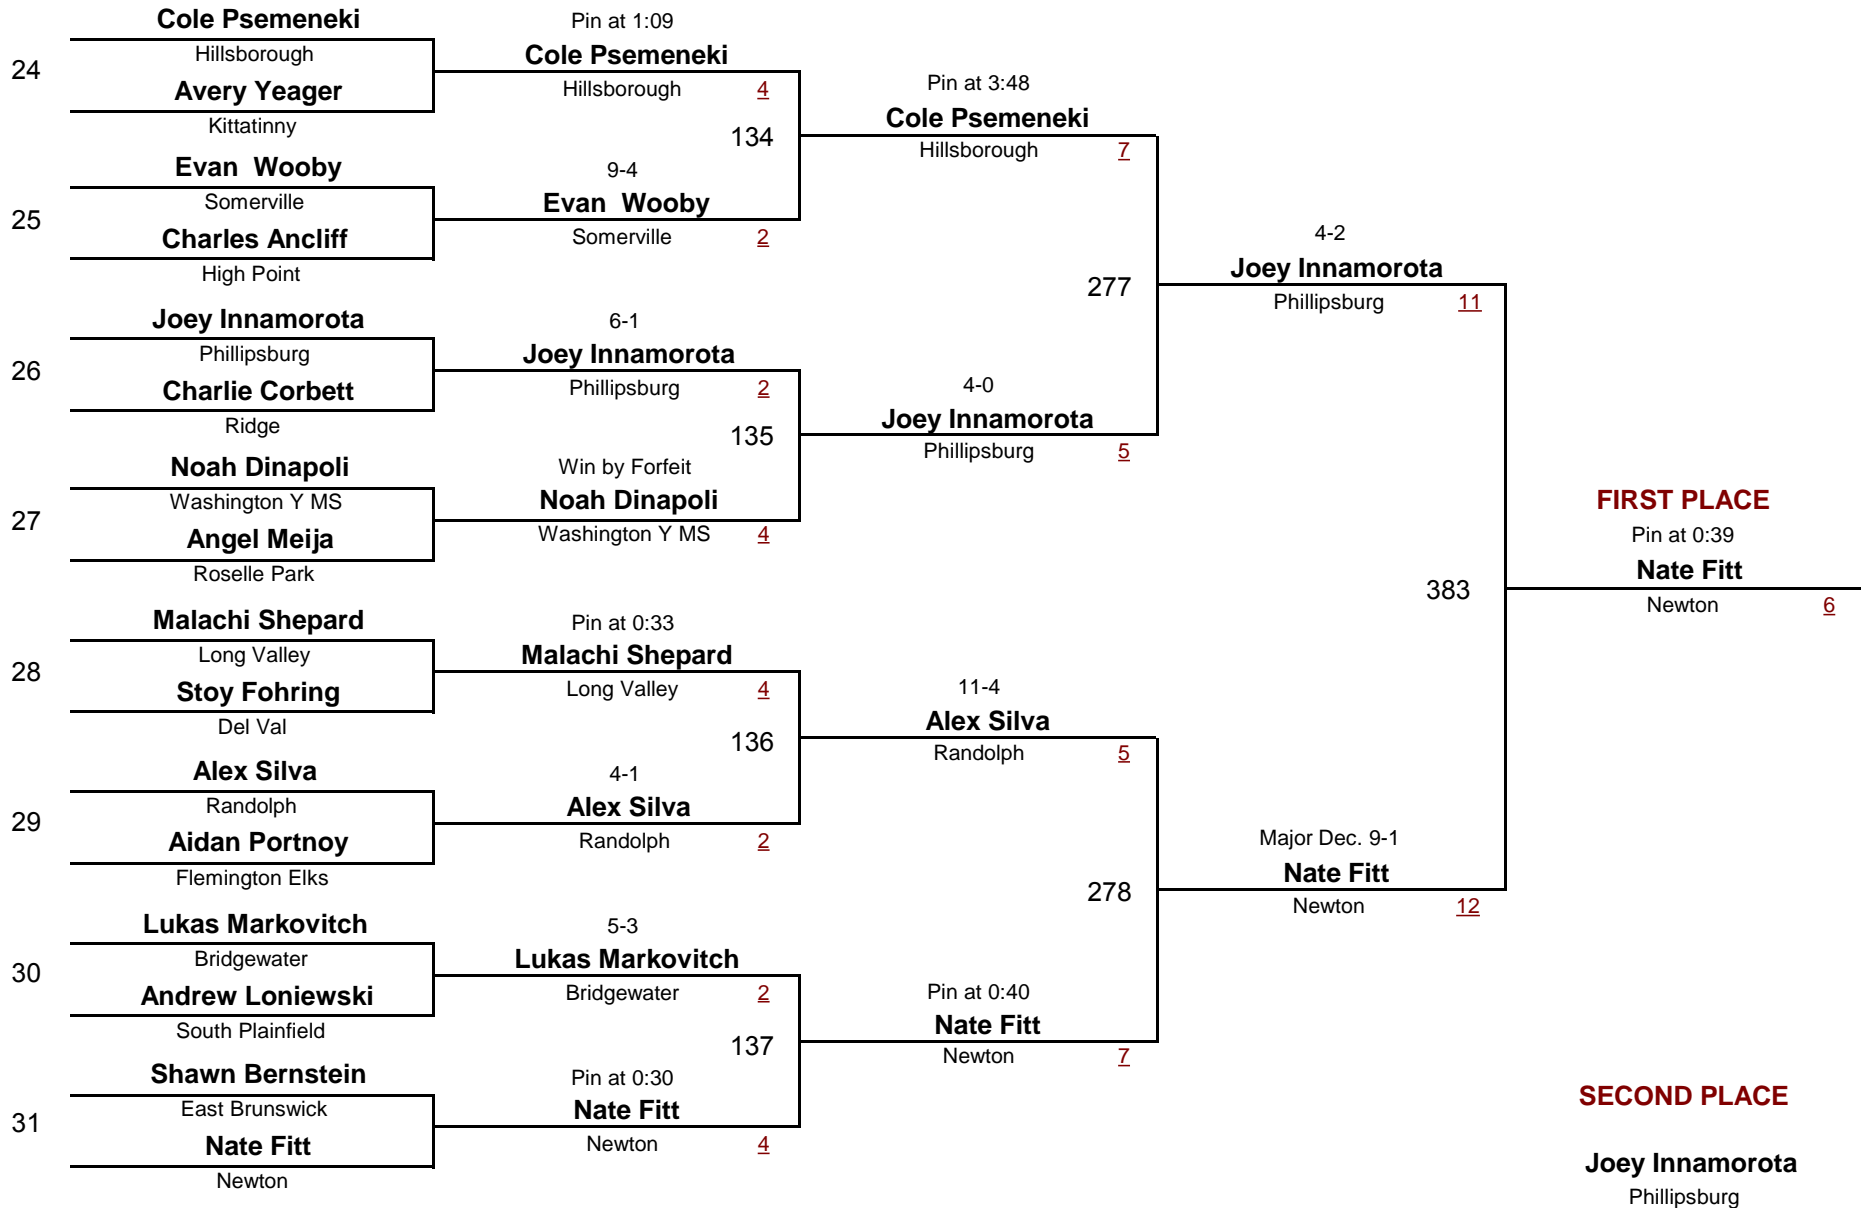 Cole Psemeneki
Hillsborough
24
Avery Yeager
Kittatinny
Evan  Wooby
Somerville
25
Charles Ancliff
High Point
Joey Innamorota
Phillipsburg
26
Charlie Corbett
Ridge
Noah Dinapoli
Washington Y MS
27
Angel Meija
Roselle Park
Malachi Shepard
Long Valley
28
Stoy Fohring
Del Val
Alex Silva
Randolph
29
Aidan Portnoy
Flemington Elks
Lukas Markovitch
Bridgewater
30
Andrew Loniewski
South Plainfield
Shawn Bernstein
East Brunswick
31
Nate Fitt
Newton
Pin at 1:09
Cole Psemeneki
Hillsborough 4
134
9-4
Evan  Wooby
Somerville 2
6-1
Joey Innamorota
Phillipsburg 2
135
Win by Forfeit
Noah Dinapoli
Washington Y MS 4
Pin at 0:33
Malachi Shepard
Long Valley 4
136
4-1
Alex Silva
Randolph 2
5-3
Lukas Markovitch
Bridgewater 2
137
Pin at 0:30
Nate Fitt
Newton 4
Pin at 3:48
Cole Psemeneki
Hillsborough 7
277
4-0
Joey Innamorota
Phillipsburg 5
11-4
Alex Silva
Randolph 5
278
Pin at 0:40
Nate Fitt
Newton 7
4-2
Joey Innamorota
Phillipsburg 11
383
Major Dec. 9-1
Nate Fitt
Newton 12
FIRST PLACE
Pin at 0:39
Nate Fitt
Newton 6
SECOND PLACE
Joey Innamorota
Phillipsburg